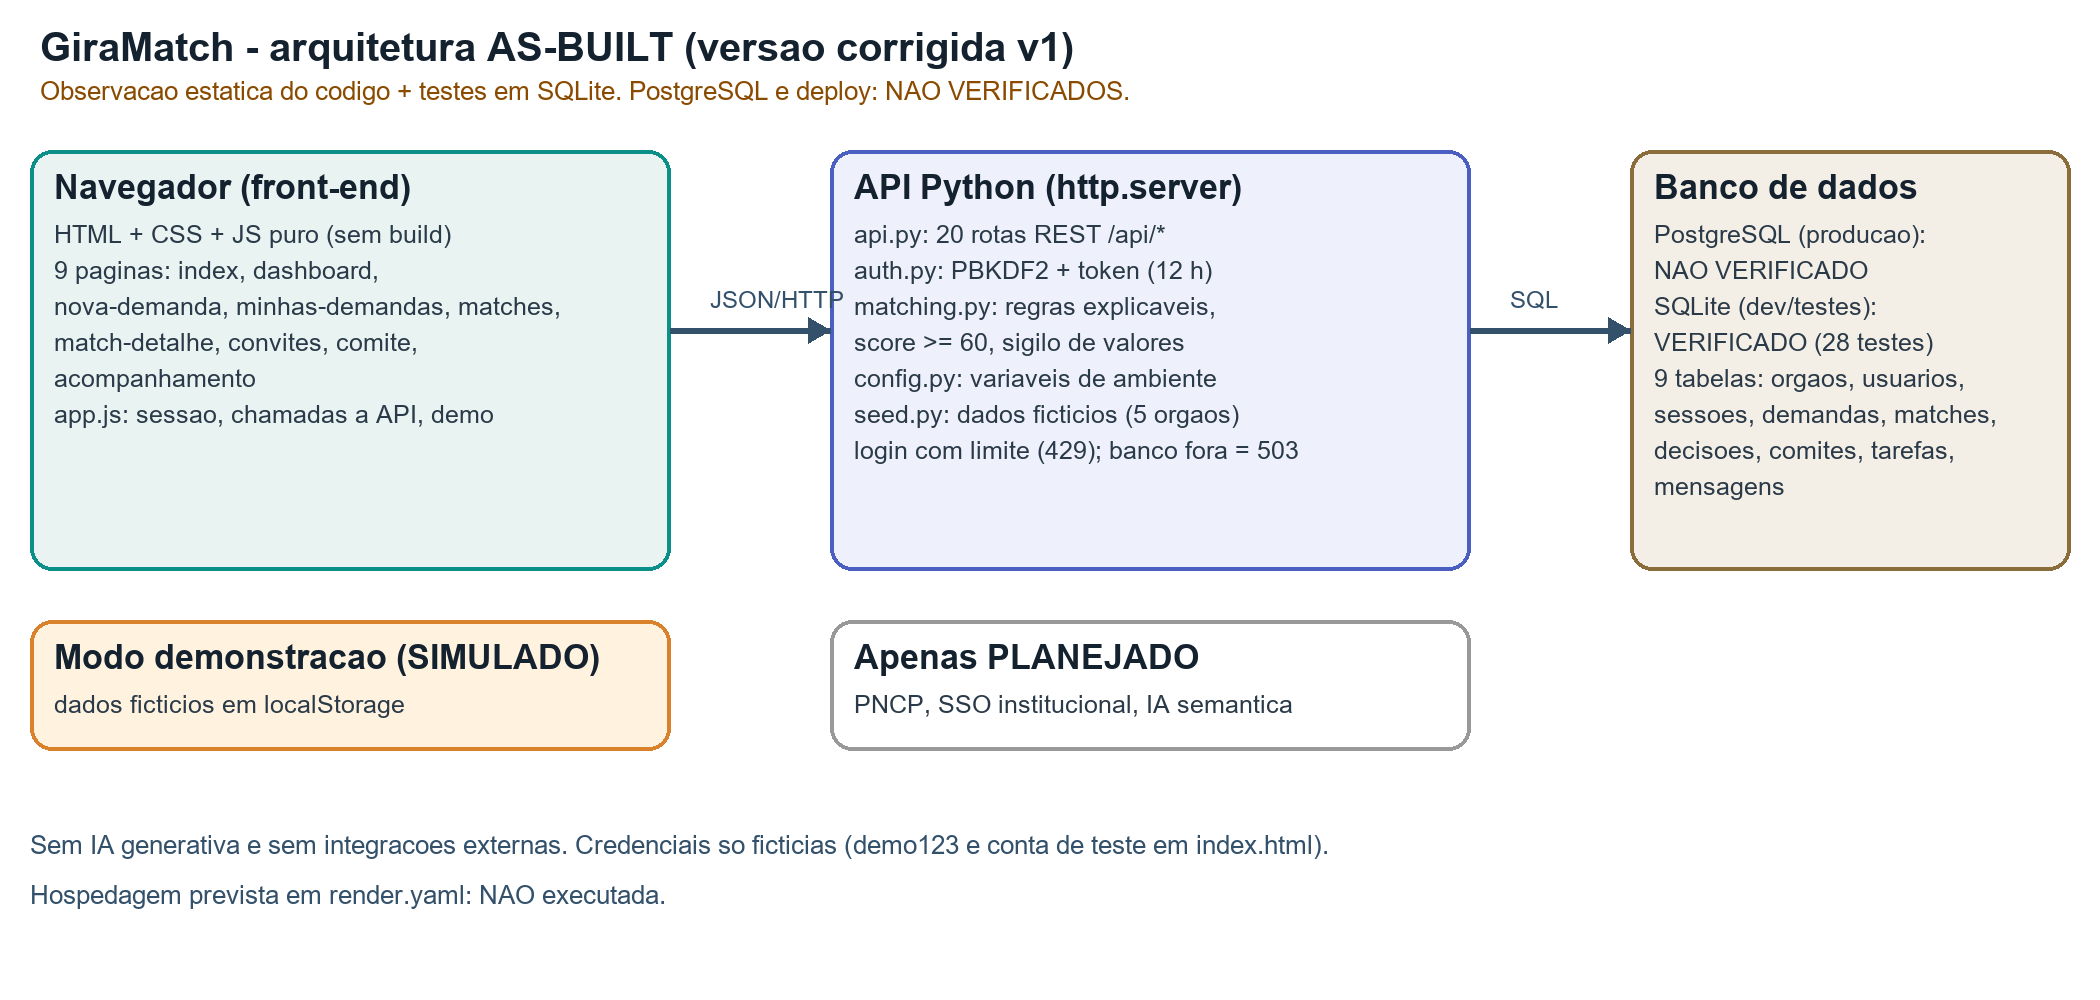 GiraMatch - arquitetura AS-BUILT (versao corrigida v1)
Observacao estatica do codigo + testes em SQLite. PostgreSQL e deploy: NAO VERIFICADOS.
Navegador (front-end)
HTML + CSS + JS puro (sem build)
9 paginas: index, dashboard,
nova-demanda, minhas-demandas, matches,
match-detalhe, convites, comite,
acompanhamento
app.js: sessao, chamadas a API, demo
JSON/HTTP
API Python (http.server)
api.py: 20 rotas REST /api/*
auth.py: PBKDF2 + token (12 h)
matching.py: regras explicaveis,
score >= 60, sigilo de valores
config.py: variaveis de ambiente
seed.py: dados ficticios (5 orgaos)
login com limite (429); banco fora = 503
SQL
Banco de dados
PostgreSQL (producao):
NAO VERIFICADO
SQLite (dev/testes):
VERIFICADO (28 testes)
9 tabelas: orgaos, usuarios,
sessoes, demandas, matches,
decisoes, comites, tarefas,
mensagens
Modo demonstracao (SIMULADO)
dados ficticios em localStorage
Apenas PLANEJADO
PNCP, SSO institucional, IA semantica
Sem IA generativa e sem integracoes externas. Credenciais so ficticias (demo123 e conta de teste em index.html).
Hospedagem prevista em render.yaml: NAO executada.